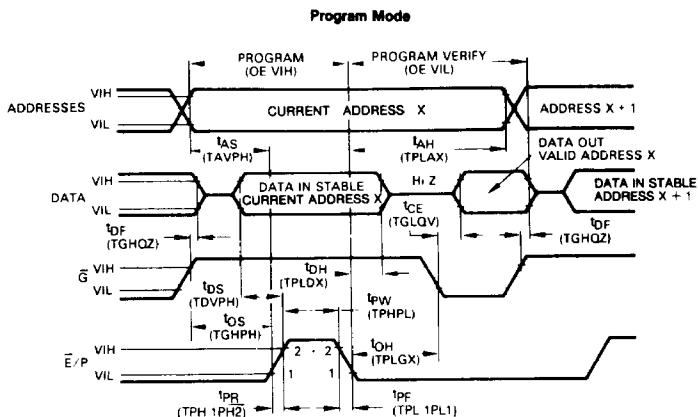 Program Mode
PROGRAM
(OE VIH)
PROGRAM VERIFY
(OE VIL)
ADDRESSES
VIH
VIL
CURRENT ADDRESS X
ADDRESS X + 1
tAS
(TAVPH)
tAH
(TPLAX)
DATA OUT
VALID ADDRESS X
DATA
VIH
VIL
DATA IN STABLE
CURRENT ADDRESS X
Hi Z
DATA IN STABLE
ADDRESS X + 1
tDF
(TGHQZ)
tCE
(TGLQV)
tDF
(TGHQZ)
G̅
VIH
VIL
tDS
(TDVPH)
tDH
(TPLDX)
tPW
(TPHPL)
tOS
(TGHPH)
tOH
(TPLGX)
E̅/P
VIH
VIL
2 2
1 1
tPR
(TPH 1PH2)
tPF
(TPL 1PL1)